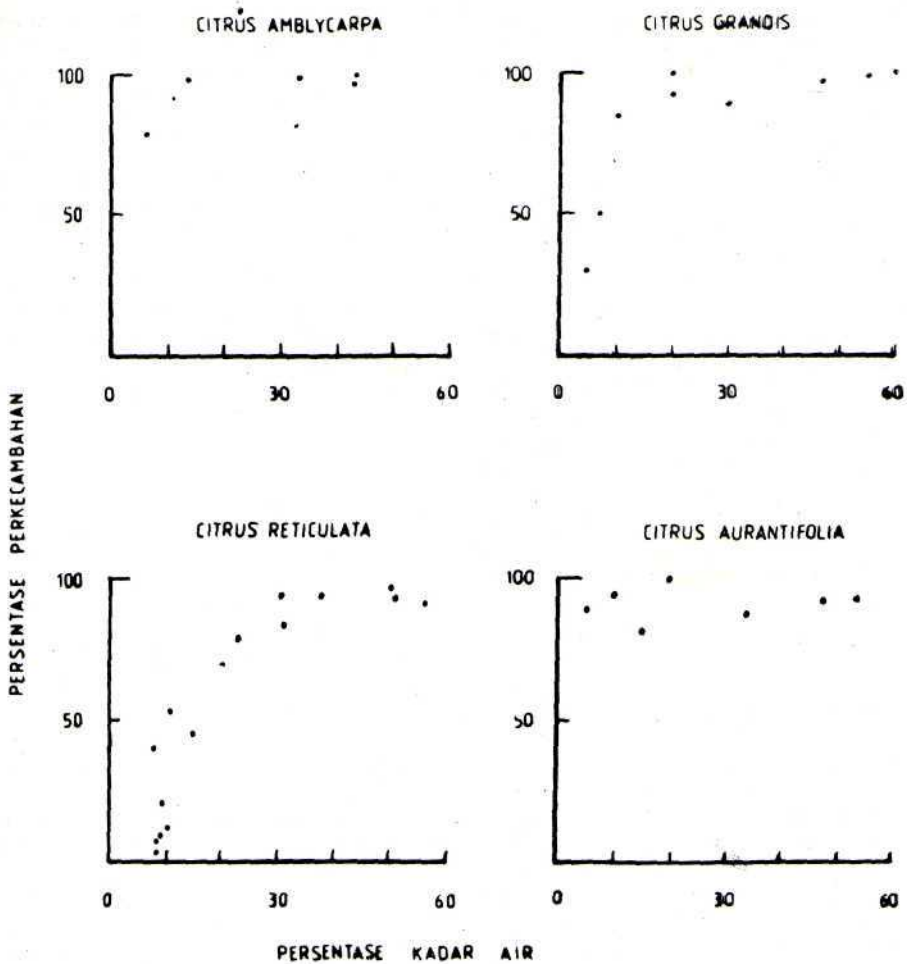 CITRUS AMBLYCARPA
CITRUS GRANDIS
100
50
0 30 60
100
50
0 30 60
PERSENTASE PERKECAMBAHAN
CITRUS RETICULATA
CITRUS AURANTIFOLIA
100
50
0 30 60
100
50
0 30 60
PERSENTASE KADAR AIR